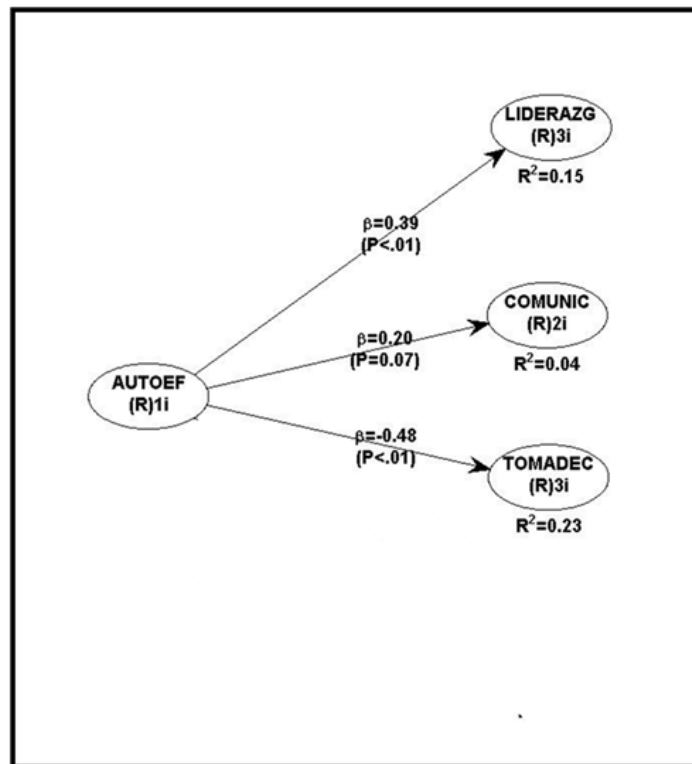 LIDERAZG
(R)3i
R²=0.15
β=0.39
(P<.01)
COMUNIC
(R)2i
R²=0.04
β=0.20
(P=0.07)
AUTOEF
(R)1i
β=-0.48
(P<.01)
TOMADEC
(R)3i
R²=0.23